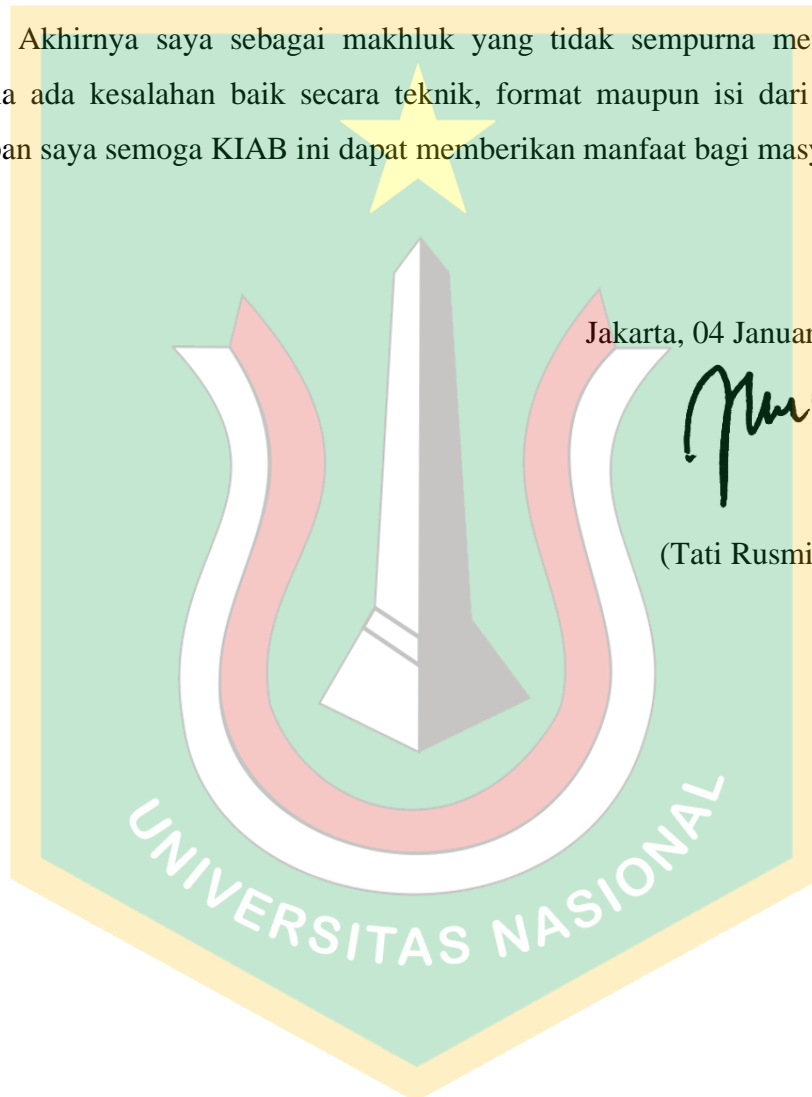 Akhirnya saya sebagai makhluk yang tidak sempurna me
a ada kesalahan baik secara teknik, format maupun isi dari
pan saya semoga KIAB ini dapat memberikan manfaat bagi masy
Jakarta, 04 Januar
(Tati Rusmi
UNIVERSITAS NASIONAL